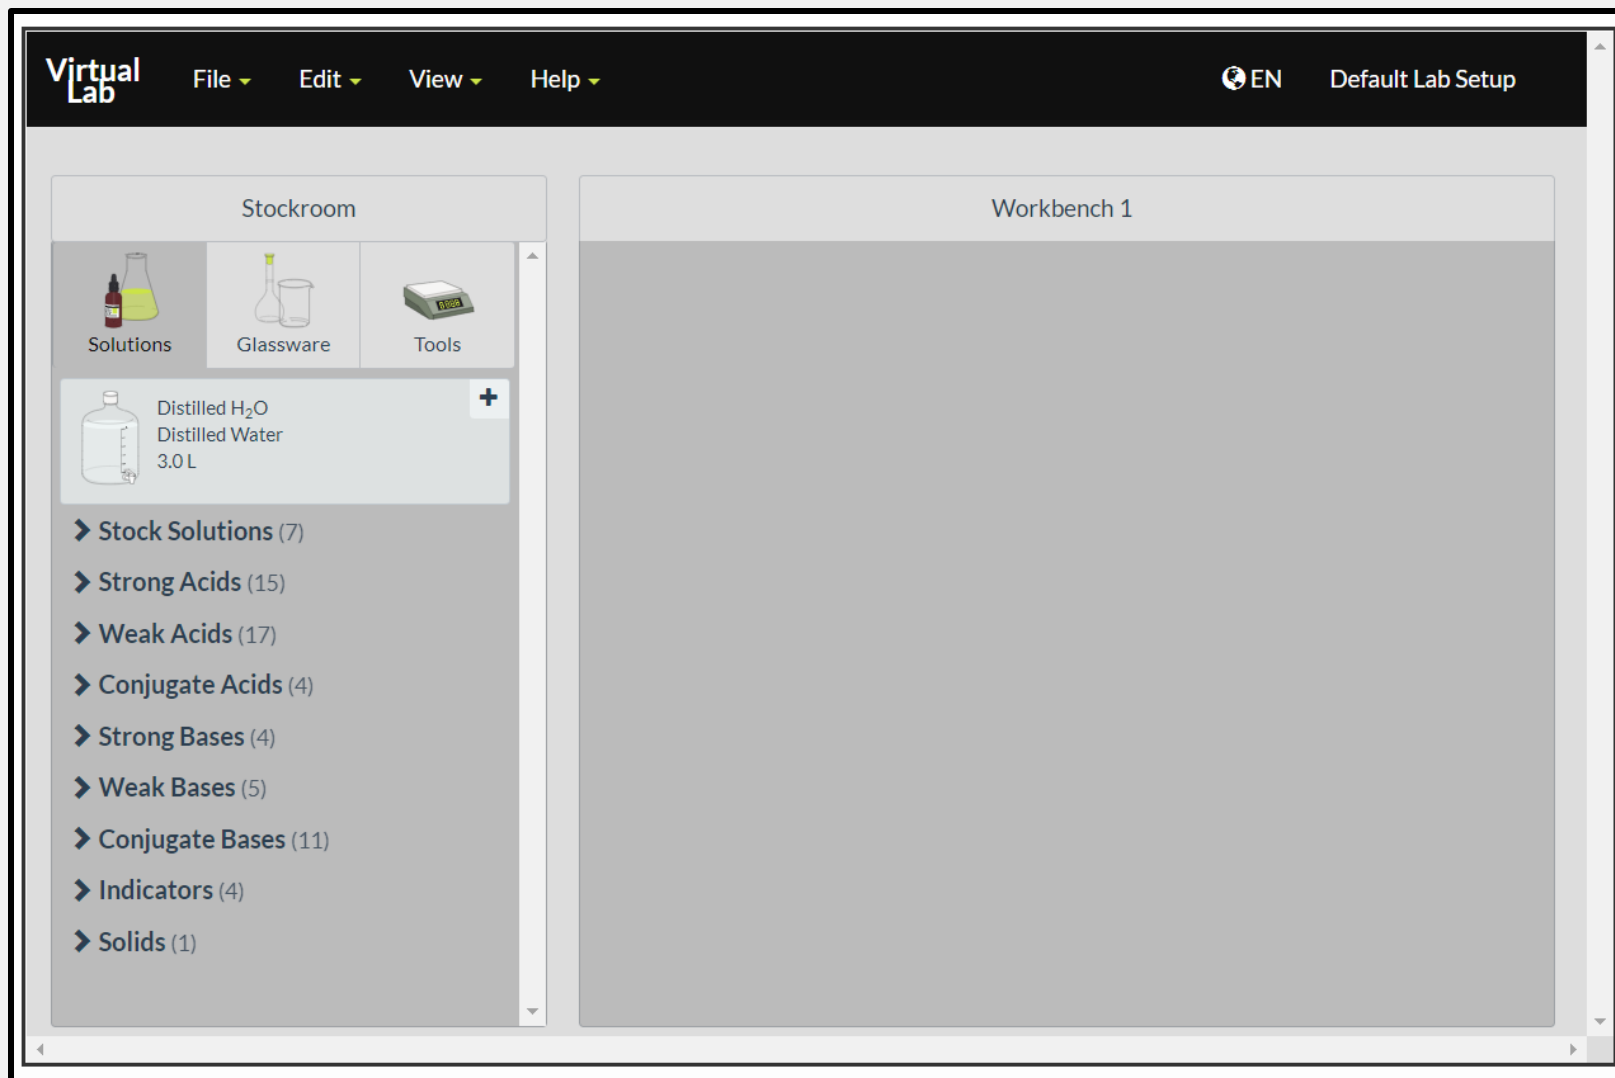 Virtual
Lab
File
Edit
View
Help
EN
Default Lab Setup
Stockroom
Workbench 1
Solutions
Glassware
Tools
Distilled H₂O
Distilled Water
3.0 L
Stock Solutions (7)
Strong Acids (15)
Weak Acids (17)
Conjugate Acids (4)
Strong Bases (4)
Weak Bases (5)
Conjugate Bases (11)
Indicators (4)
Solids (1)